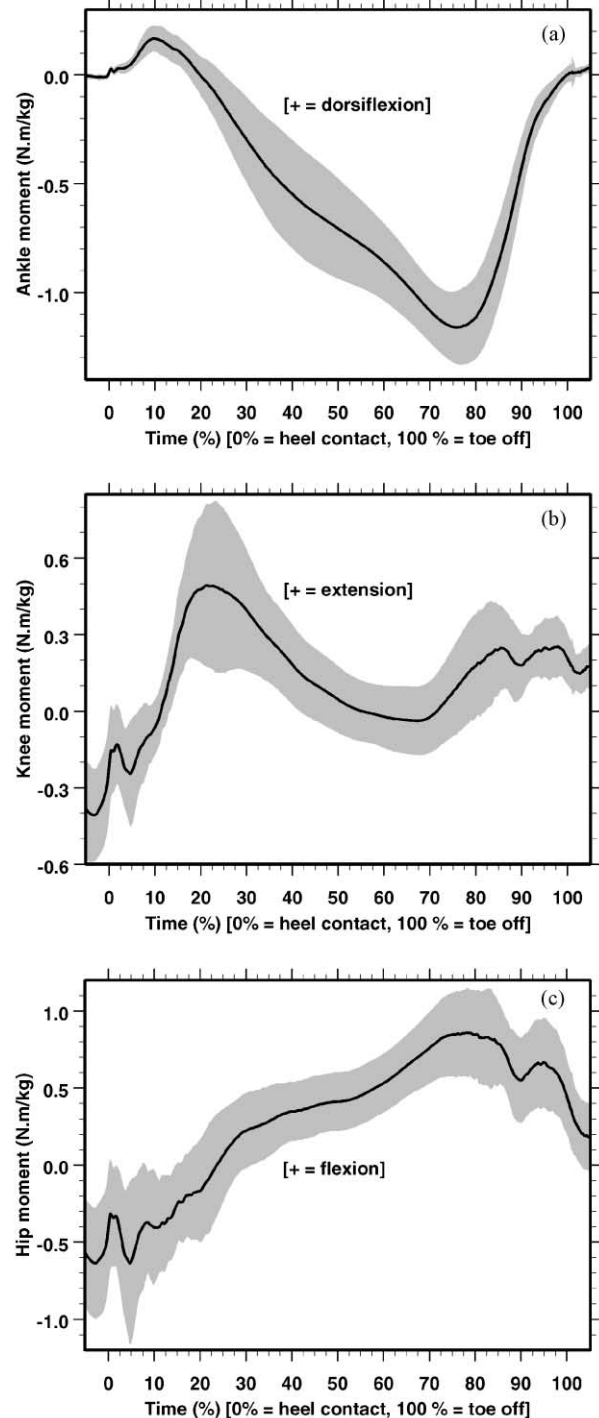 (a)
0.0
[+ = dorsiflexion]
-0.5
-1.0
Ankle moment (N.m/kg)
0 10 20 30 40 50 60 70 80 90 100
Time (%) [0% = heel contact, 100 % = toe off]
(b)
0.6
[+ = extension]
0.3
0.0
-0.3
-0.6
Knee moment (N.m/kg)
0 10 20 30 40 50 60 70 80 90 100
Time (%) [0% = heel contact, 100 % = toe off]
(c)
1.0
0.5
0.0
[+ = flexion]
-0.5
-1.0
Hip moment (N.m/kg)
0 10 20 30 40 50 60 70 80 90 100
Time (%) [0% = heel contact, 100 % = toe off]